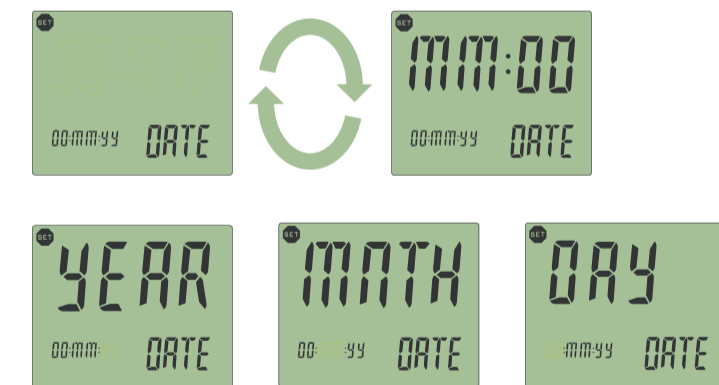 SET
DD:MM:YY DATE
SET
MM:DD
DD:MM:YY DATE
SET
YEAR
DD:MM: DATE
SET
MNTH
DD: :YY DATE
SET
DAY
:MM:YY DATE